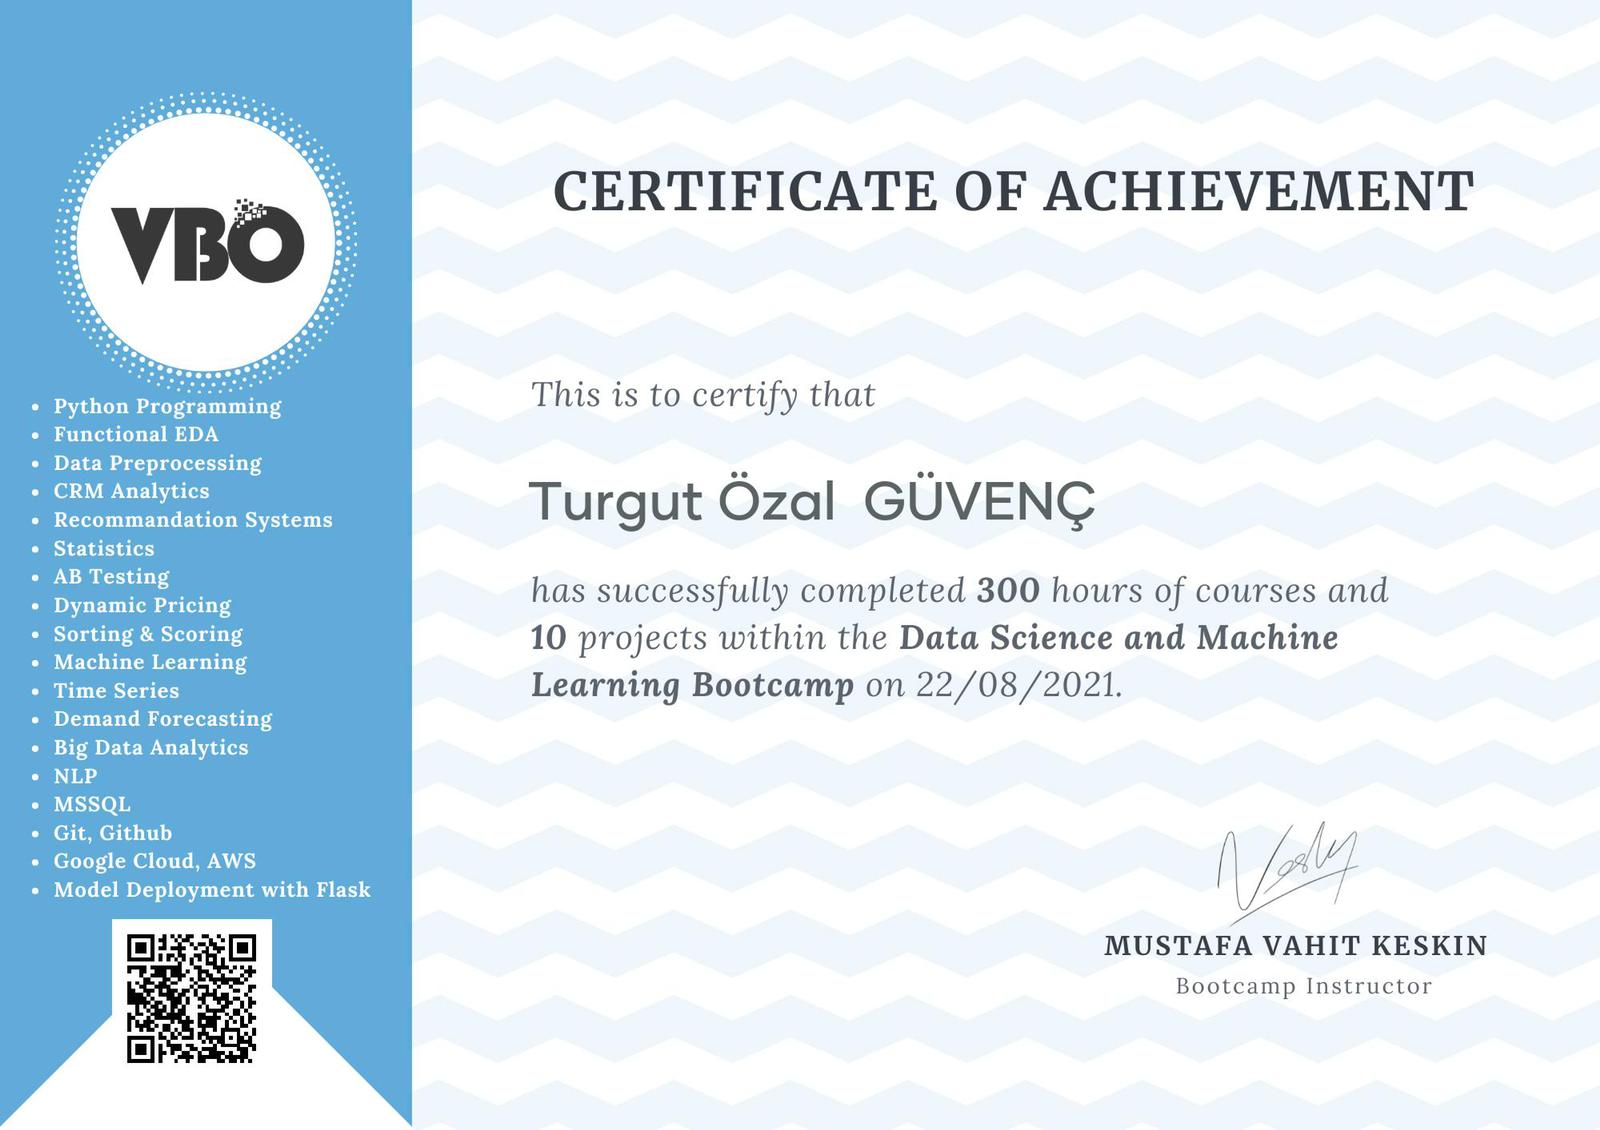 VBO
Python Programming
Functional EDA
Data Preprocessing
CRM Analytics
Recommandation Systems
Statistics
AB Testing
Dynamic Pricing
Sorting & Scoring
Machine Learning
Time Series
Demand Forecasting
Big Data Analytics
NLP
MSSQL
Git, Github
Google Cloud, AWS
Model Deployment with Flask
CERTIFICATE OF ACHIEVEMENT
This is to certify that
Turgut Özal GÜVENÇ
has successfully completed 300 hours of courses and
10 projects within the Data Science and Machine
Learning Bootcamp on 22/08/2021.
MUSTAFA VAHIT KESKIN
Bootcamp Instructor